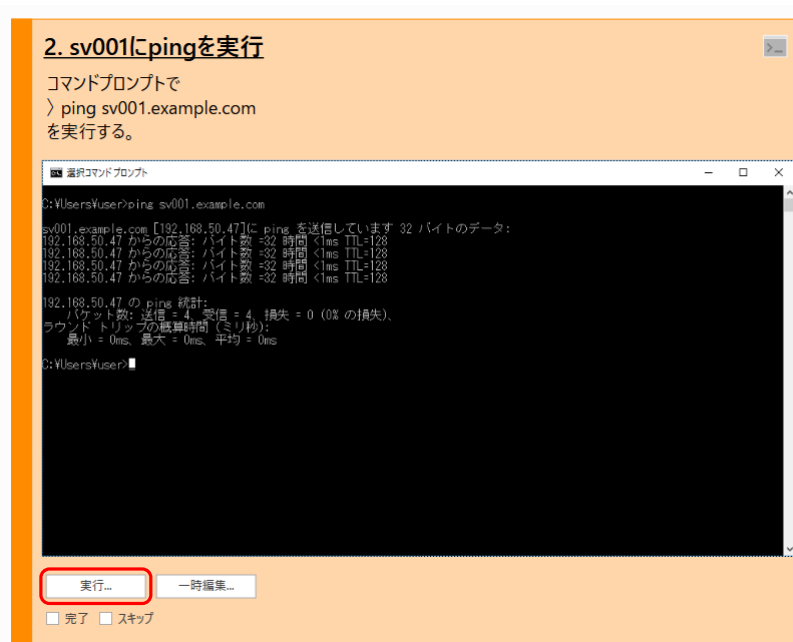 2. sv001にpingを実行
>_
コマンドプロンプトで
〉ping sv001.example.com
を実行する。
選択コマンド プロンプト
C:¥Users¥user>ping sv001.example.com
sv001.example.com [192.168.50.47]に ping を送信しています 32 バイトのデータ:
192.168.50.47 からの応答: バイト数 =32 時間 <1ms TTL=128
192.168.50.47 からの応答: バイト数 =32 時間 <1ms TTL=128
192.168.50.47 からの応答: バイト数 =32 時間 <1ms TTL=128
192.168.50.47 からの応答: バイト数 =32 時間 <1ms TTL=128
192.168.50.47 の ping 統計:
パケット数: 送信 = 4、受信 = 4、損失 = 0 (0% の損失)、
ラウンド トリップの概算時間 (ミリ秒):
最小 = 0ms、最大 = 0ms、平均 = 0ms
C:¥Users¥user>
実行... 一時編集...
完了 スキップ